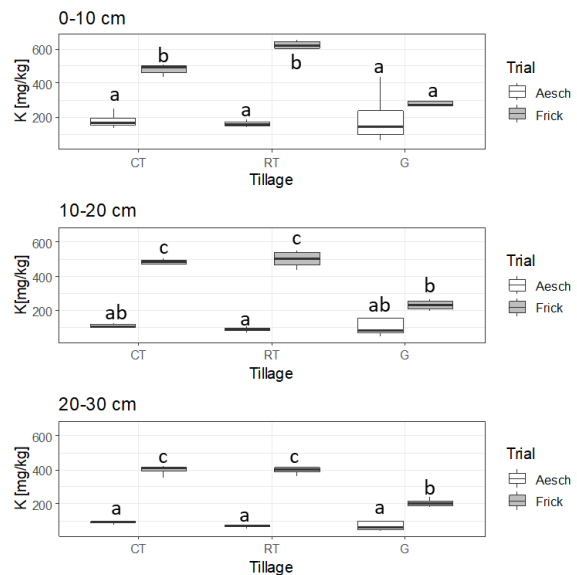 0-10 cm
600
400
200
K [mg/kg]
a b a b a a
CT RT G
Tillage
Trial
Aesch
Frick
10-20 cm
600
400
200
K[mg/kg]
ab c a c ab b
CT RT G
Tillage
Trial
Aesch
Frick
20-30 cm
600
400
200
K [mg/kg]
a c a c a b
CT RT G
Tillage
Trial
Aesch
Frick